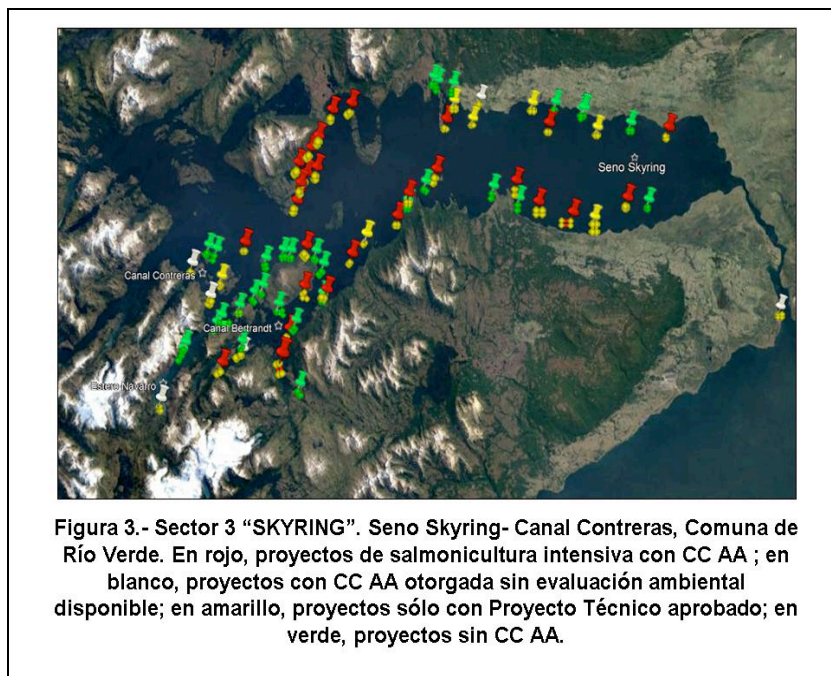 Seno Skyring
Canal Contreras
Canal Bertrandt
Estero Navarro
Figura 3.- Sector 3 “SKYRING”. Seno Skyring- Canal Contreras, Comuna de
Río Verde. En rojo, proyectos de salmonicultura intensiva con CC AA ; en
blanco, proyectos con CC AA otorgada sin evaluación ambiental
disponible; en amarillo, proyectos sólo con Proyecto Técnico aprobado; en
verde, proyectos sin CC AA.